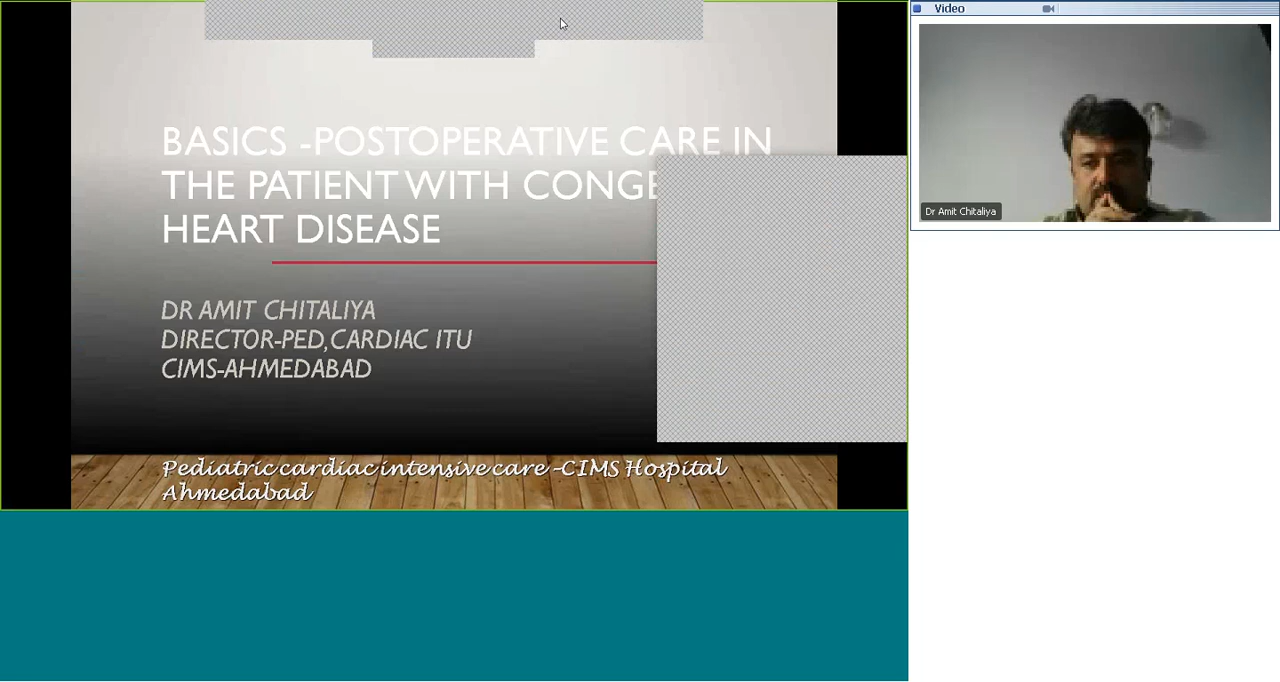 BASICS -POSTOPERATIVE CARE IN
THE PATIENT WITH
HEART DISEASE
DR AMIT CHITALIYA
DIRECTOR-PED,CARDIAC ITU
CIMS-AHMEDABAD
Pediatric cardiac intensive care -CIMS Hospital
Ahmedabad
Video
Dr Amit Chitaliya